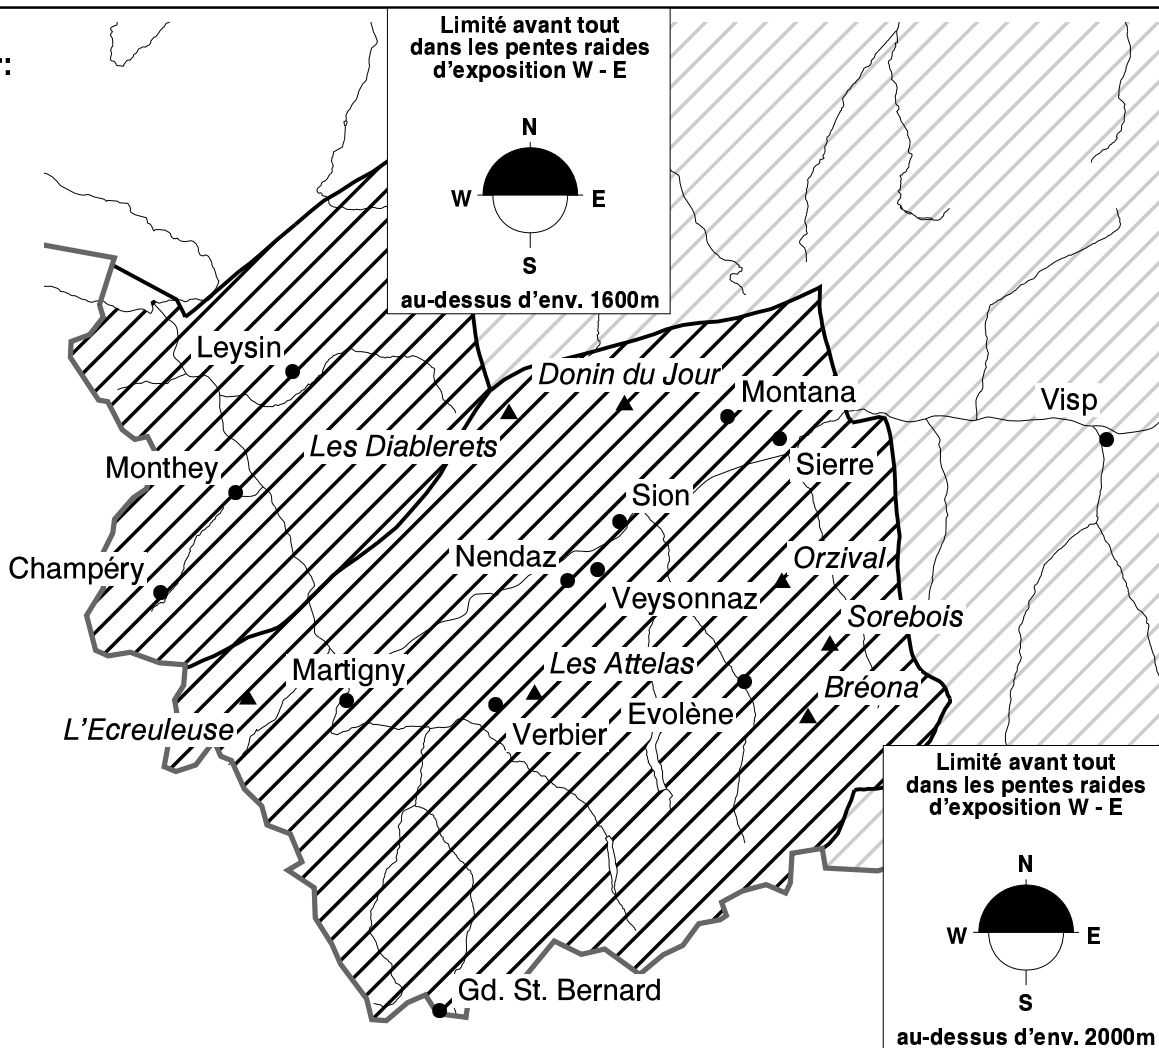 Limité avant tout
dans les pentes raides
d'exposition W - E
r:
N
W E
S
au-dessus d'env. 1600m
Leysin
Donin du Jour
Montana
Visp
Les Diablerets
Monthey
Sierre
Sion
Champéry
Nendaz
Orzival
Veysonnaz
Sorebois
Martigny
Les Attelas
Bréona
L'Ecreuleuse
Evolène
Verbier
Limité avant tout
dans les pentes raides
d'exposition W - E
N
W E
S
Gd. St. Bernard
au-dessus d'env. 2000m